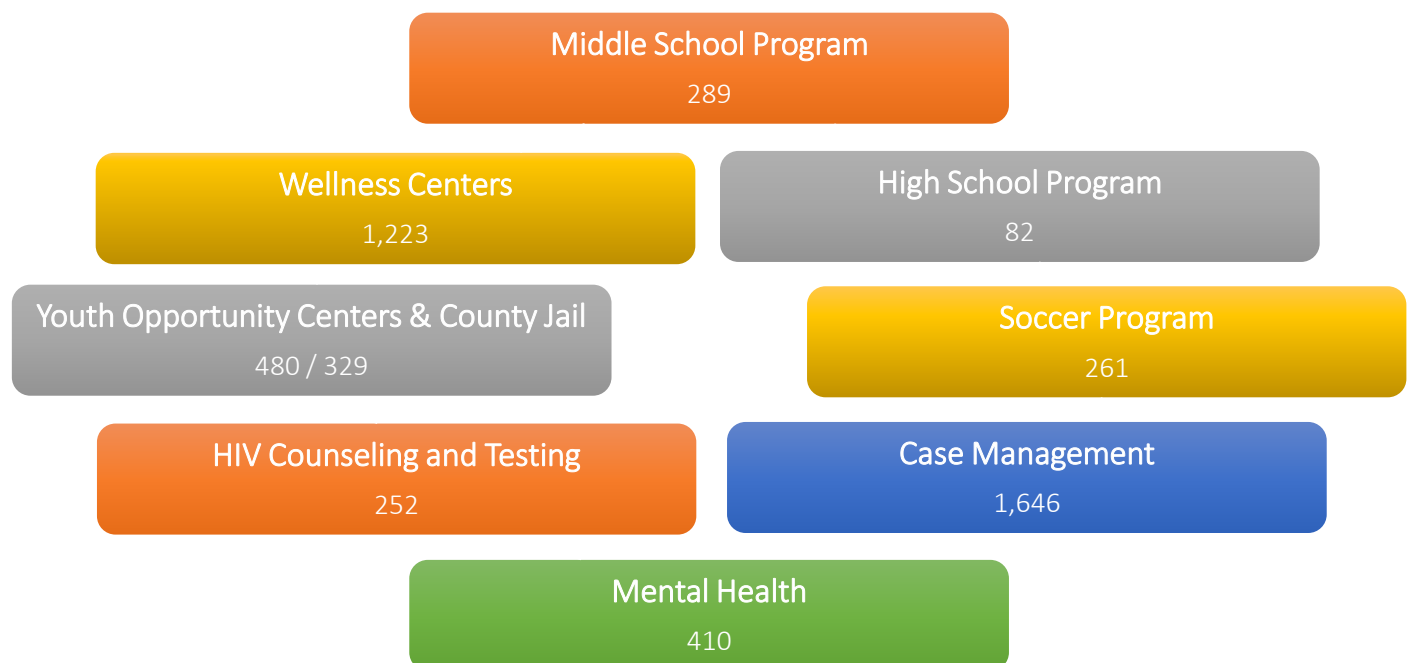 Middle School Program
289
Wellness Centers
1,223
High School Program
82
Youth Opportunity Centers & County Jail
480 / 329
Soccer Program
261
HIV Counseling and Testing
252
Case Management
1,646
Mental Health
410